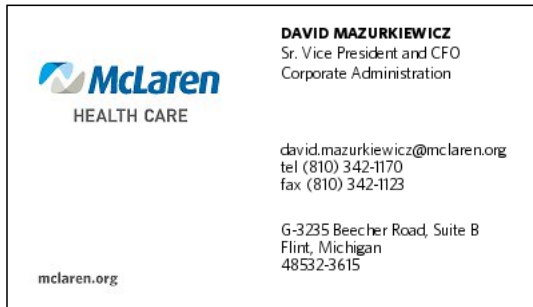 McLaren
HEALTH CARE
mclaren.org
DAVID MAZURKIEWICZ
Sr. Vice President and CFO
Corporate Administration
david.mazurkiewicz@mclaren.org
tel (810) 342-1170
fax (810) 342-1123
G-3235 Beecher Road, Suite B
Flint, Michigan
48532-3615